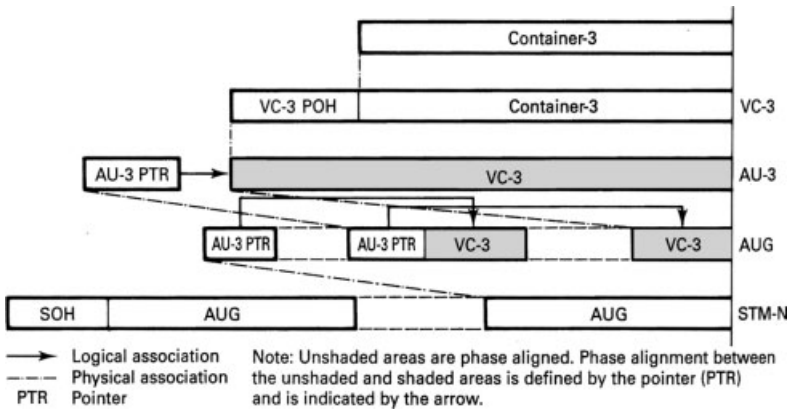 Container-3
VC-3 POH Container-3 VC-3
AU-3 PTR VC-3 AU-3
AU-3 PTR AU-3 PTR VC-3 VC-3 AUG
SOH AUG AUG STM-N
Logical association
Physical association
PTR Pointer
Note: Unshaded areas are phase aligned. Phase alignment between
the unshaded and shaded areas is defined by the pointer (PTR)
and is indicated by the arrow.